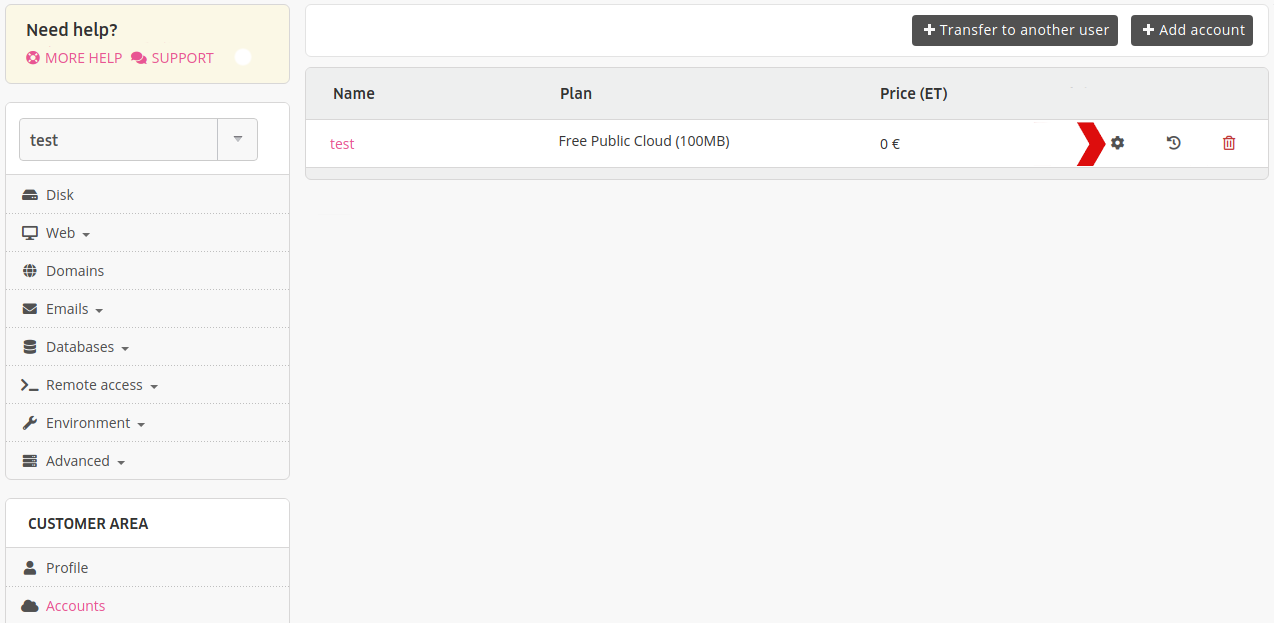 Need help?
MORE HELP SUPPORT
test
Disk
Web
Domains
Emails
Databases
Remote access
Environment
Advanced
CUSTOMER AREA
Profile
Accounts
Transfer to another user Add account
Name Plan Price (ET)
test Free Public Cloud (100MB) 0 €